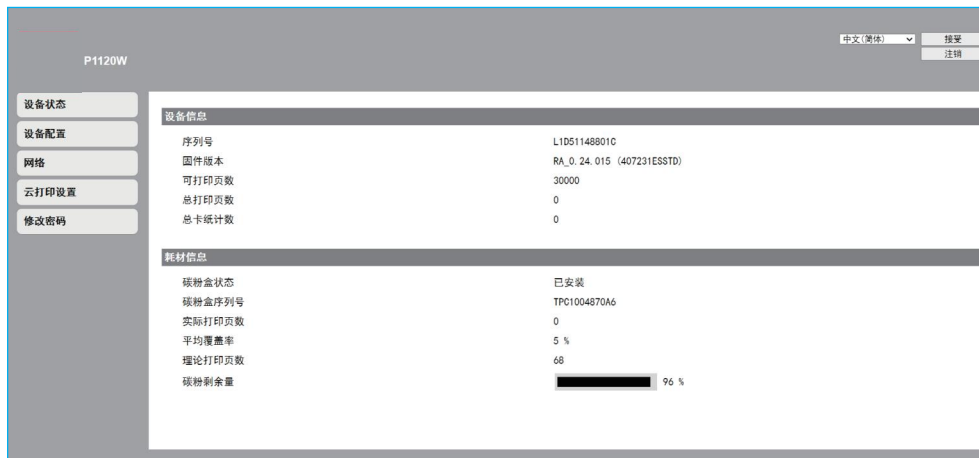 中文(简体)
接受
注销
P1120W
设备状态
设备配置
网络
云打印设置
修改密码
设备信息
序列号 L1D51148801C
固件版本 RA_0.24.015 (407231ESSTD)
可打印页数 30000
总打印页数 0
总卡纸计数 0
耗材信息
碳粉盒状态 已安装
碳粉盒序列号 TPC1004870A6
实际打印页数 0
平均覆盖率 5 %
理论打印页数 68
碳粉剩余量 96 %